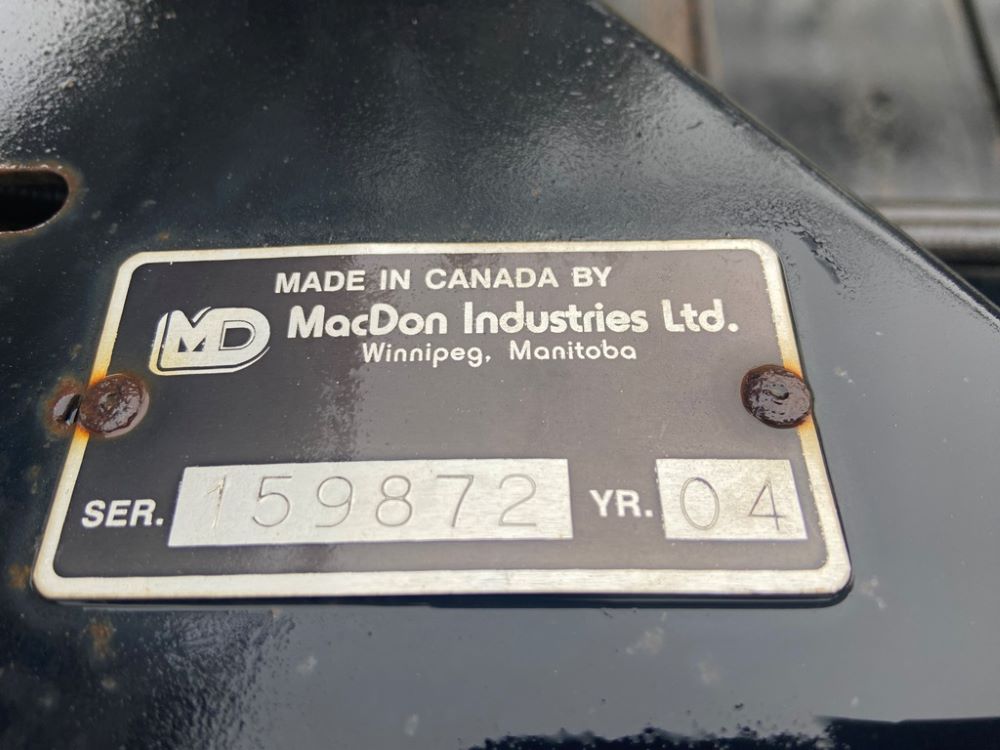 MADE IN CANADA BY
MD MacDon Industries Ltd.
Winnipeg, Manitoba
SER. 159872 YR. 04